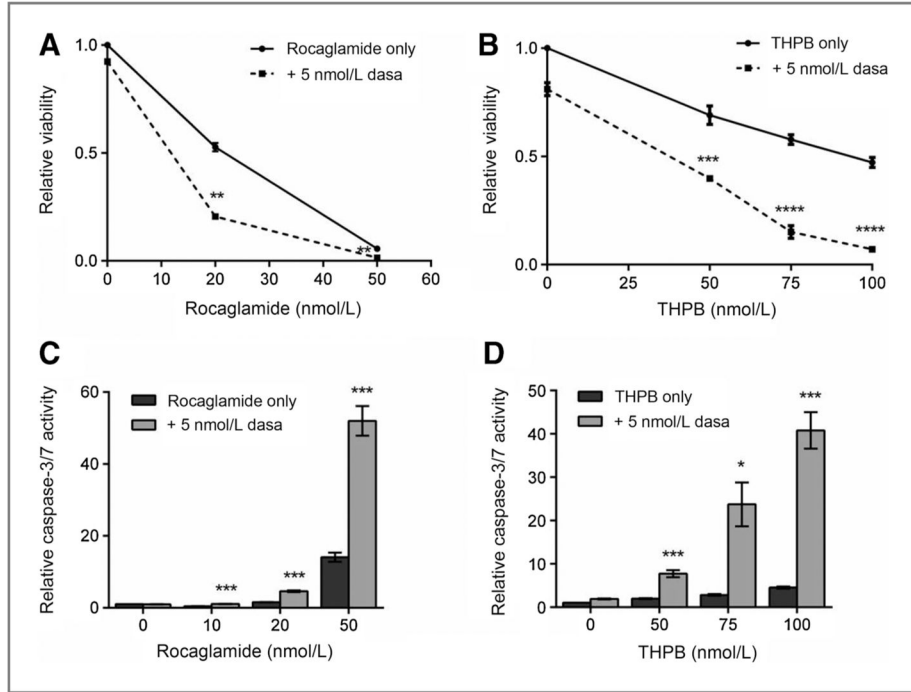 A
1.0
0.5
0.0
Relative viability
Rocaglamide only
+ 5 nmol/L dasa
**
**
0 10 20 30 40 50 60
Rocaglamide (nmol/L)
B
1.0
0.5
0.0
Relative viability
THPB only
+ 5 nmol/L dasa
***
****
****
0 25 50 75 100
THPB (nmol/L)
C
60
40
20
0
Relative caspase-3/7 activity
Rocaglamide only
+ 5 nmol/L dasa
***
***
***
0 10 20 50
Rocaglamide (nmol/L)
D
50
40
30
20
10
0
Relative caspase-3/7 activity
THPB only
+ 5 nmol/L dasa
***
*
***
0 50 75 100
THPB (nmol/L)